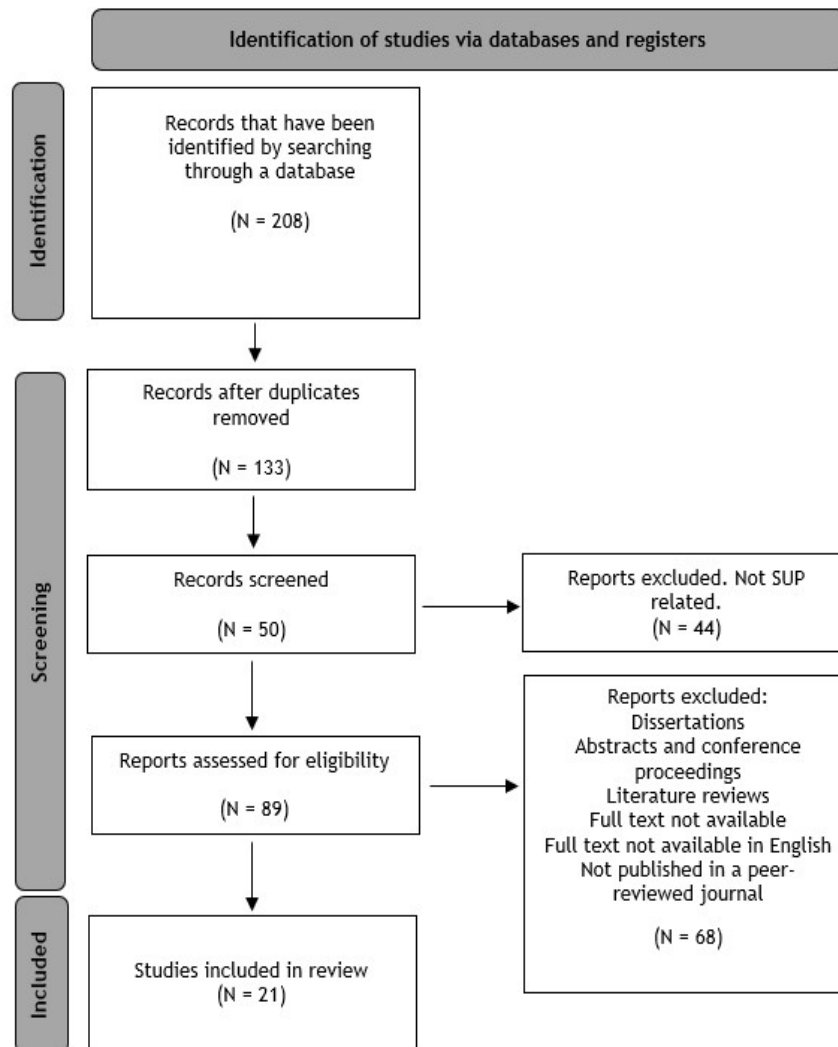 Identification of studies via databases and registers
Identification
Records that have been
identified by searching
through a database
(N = 208)
Screening
Records after duplicates
removed
(N = 133)
Records screened
(N = 50)
Reports excluded. Not SUP
related.
(N = 44)
Reports assessed for eligibility
(N = 89)
Reports excluded:
Dissertations
Abstracts and conference
proceedings
Literature reviews
Full text not available
Full text not available in English
Not published in a peer-
reviewed journal
(N = 68)
Included
Studies included in review
(N = 21)